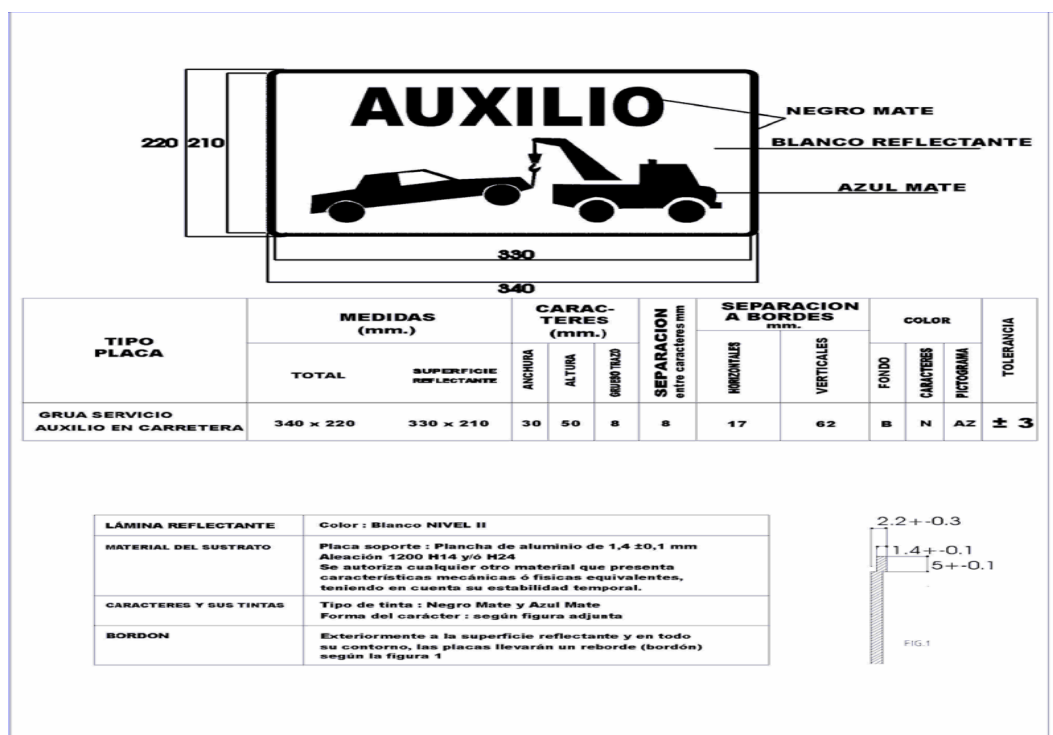 AUXILIO
NEGRO MATE
BLANCO REFLECTANTE
AZUL MATE
220 210
330
340
TIPO PLACA
MEDIDAS (mm.)
TOTAL
SUPERFICIE REFLECTANTE
CARAC-
TERES
(mm.)
ANCHURA
ALTURA
GRUESO TRAZO
SEPARACION
entre caracteres mm
SEPARACION
A BORDES
mm.
HORIZONTALES
VERTICALES
COLOR
FONDO
CARACTERES
PICTOGRAMA
TOLERANCIA
GRUA SERVICIO
AUXILIO EN CARRETERA
340 x 220 330 x 210 30 50 8 8 17 62 B N AZ ± 3
LÁMINA REFLECTANTE
Color : Blanco NIVEL II
MATERIAL DEL SUSTRATO
Placa soporte : Plancha de aluminio de 1,4 ±0,1 mm
Aleación 1200 H14 y/ó H24
Se autoriza cualquier otro material que presenta
características mecánicas ó físicas equivalentes,
teniendo en cuenta su estabilidad temporal.
CARACTERES Y SUS TINTAS
Tipo de tinta : Negro Mate y Azul Mate
Forma del carácter : según figura adjunta
BORDON
Exteriormente a la superficie reflectante y en todo
su contorno, las placas llevarán un reborde (bordón)
según la figura 1
2.2+-0.3
1.4+-0.1
5+-0.1
FIG.1